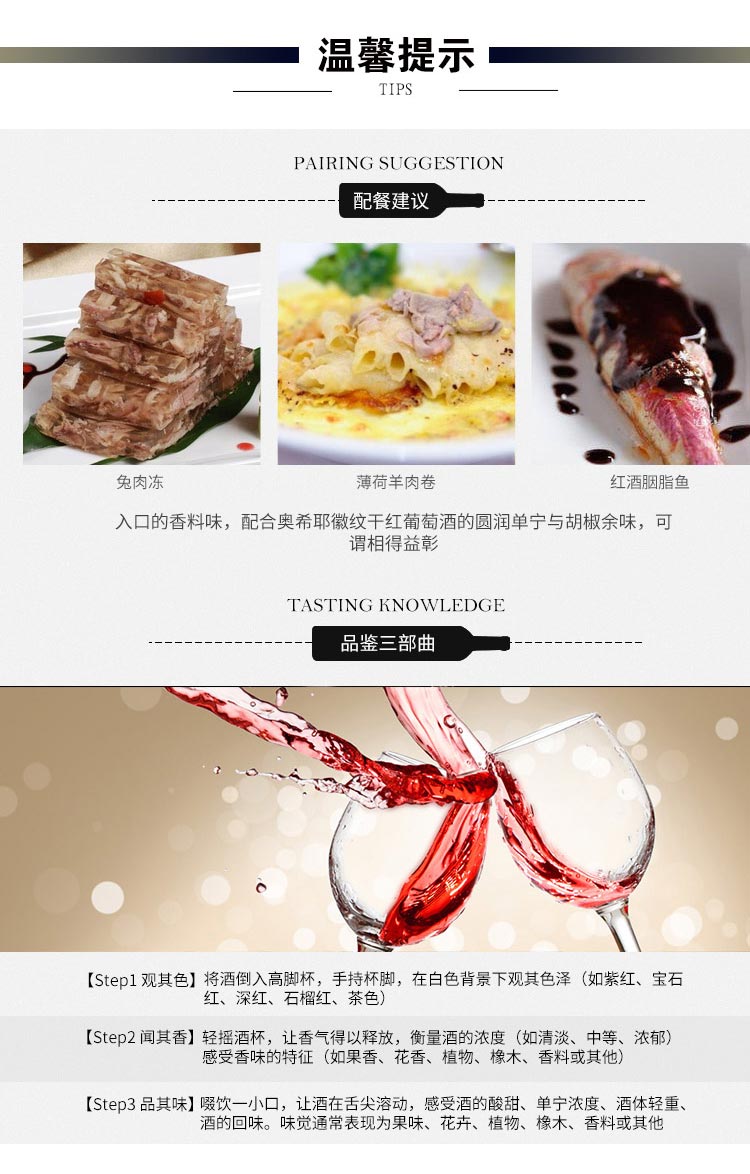 温馨提示
TIPS
PAIRING SUGGESTION
配餐建议
兔肉冻
薄荷羊肉卷
红酒胭脂鱼
入口的香料味，配合奥希耶徽纹干红葡萄酒的圆润单宁与胡椒余味，可
谓相得益彰
TASTING KNOWLEDGE
品鉴三部曲
【Step1 观其色】将酒倒入高脚杯，手持杯脚，在白色背景下观其色泽（如紫红、宝石
红、深红、石榴红、茶色）
【Step2 闻其香】轻摇酒杯，让香气得以释放，衡量酒的浓度（如清淡、中等、浓郁）
感受香味的特征（如果香、花香、植物、橡木、香料或其他）
【Step3 品其味】啜饮一小口，让酒在舌尖溶动，感受酒的酸甜、单宁浓度、酒体轻重、
酒的回味。味觉通常表现为果味、花卉、植物、橡木、香料或其他